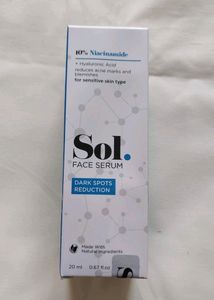 10% Niacinamide
+ Hyaluronic Acid
reduces acne marks and
blemishes
for sensitive skin type
Sol.
FACE SERUM
DARK SPOTS
REDUCTION
Made With
Natural Ingredients
20 ml 0.67 fl.oz